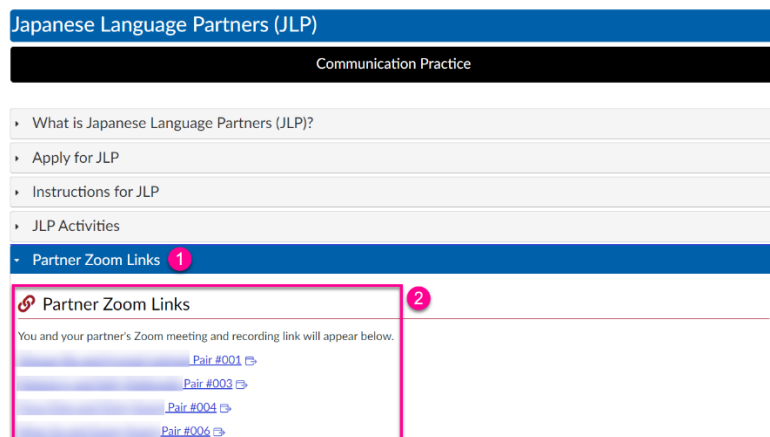 Japanese Language Partners (JLP)
Communication Practice
What is Japanese Language Partners (JLP)?
Apply for JLP
Instructions for JLP
JLP Activities
Partner Zoom Links 1
Partner Zoom Links 2
You and your partner's Zoom meeting and recording link will appear below.
Pair #001
Pair #003
Pair #004
Pair #006